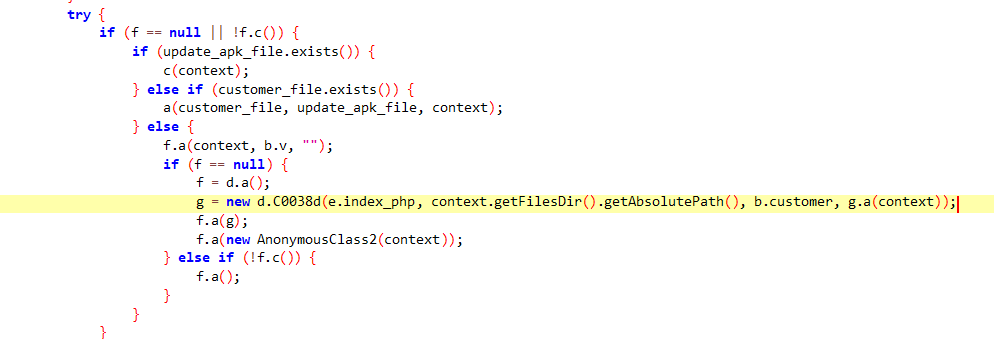 try {
if (f == null || !f.c()) {
if (update_apk_file.exists()) {
c(context);
} else if (customer_file.exists()) {
a(customer_file, update_apk_file, context);
} else {
f.a(context, b.v, "");
if (f == null) {
f = d.a();
g = new d.C0038d(e.index_php, context.getFilesDir().getAbsolutePath(), b.customer, g.a(context));
f.a(g);
f.a(new AnonymousClass2(context));
} else if (!f.c()) {
f.a();
}
}
}